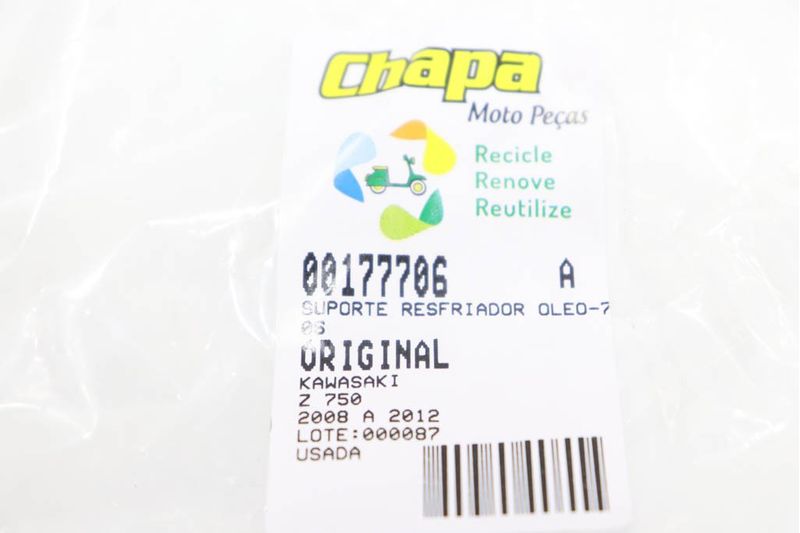 Chapa
Moto Peças
Recicle
Renove
Reutilize
00177706 A
SUPORTE RESFRIADOR OLEO-7
06
ORIGINAL
KAWASAKI
Z 750
2008 A 2012
LOTE:000087
USADA